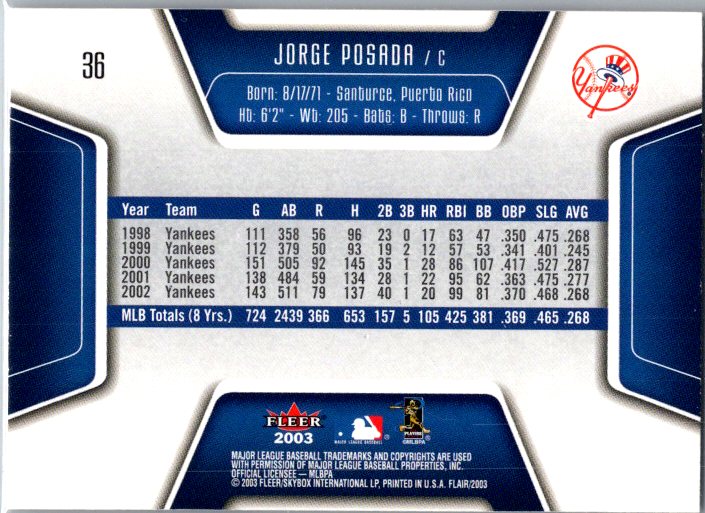 36
JORGE POSADA / C
Yankees
Born: 8/17/71 - Santurce, Puerto Rico
Ht: 6'2" - Wt: 205 - Bats: B - Throws: R
Year Team G AB R H 2B 3B HR RBI BB OBP SLG AVG
1998 Yankees 111 358 56 96 23 0 17 63 47 .350 .475 .268
1999 Yankees 112 379 50 93 19 2 12 57 53 .341 .401 .245
2000 Yankees 151 505 92 145 35 1 28 86 107 .417 .527 .287
2001 Yankees 138 484 59 134 28 1 22 95 62 .363 .475 .277
2002 Yankees 143 511 79 137 40 1 20 99 81 .370 .468 .268
MLB Totals (8 Yrs.) 724 2439 366 653 157 5 105 425 381 .369 .465 .268
FLEER
2003
MAJOR LEAGUE BASEBALL
PLAYERS
©MLBPA
MAJOR LEAGUE BASEBALL TRADEMARKS AND COPYRIGHTS ARE USED
WITH PERMISSION OF MAJOR LEAGUE BASEBALL PROPERTIES, INC.
OFFICIAL LICENSEE — MLBPA
© 2003 FLEER/SKYBOX INTERNATIONAL LP, PRINTED IN U.S.A. FLAIR/2003